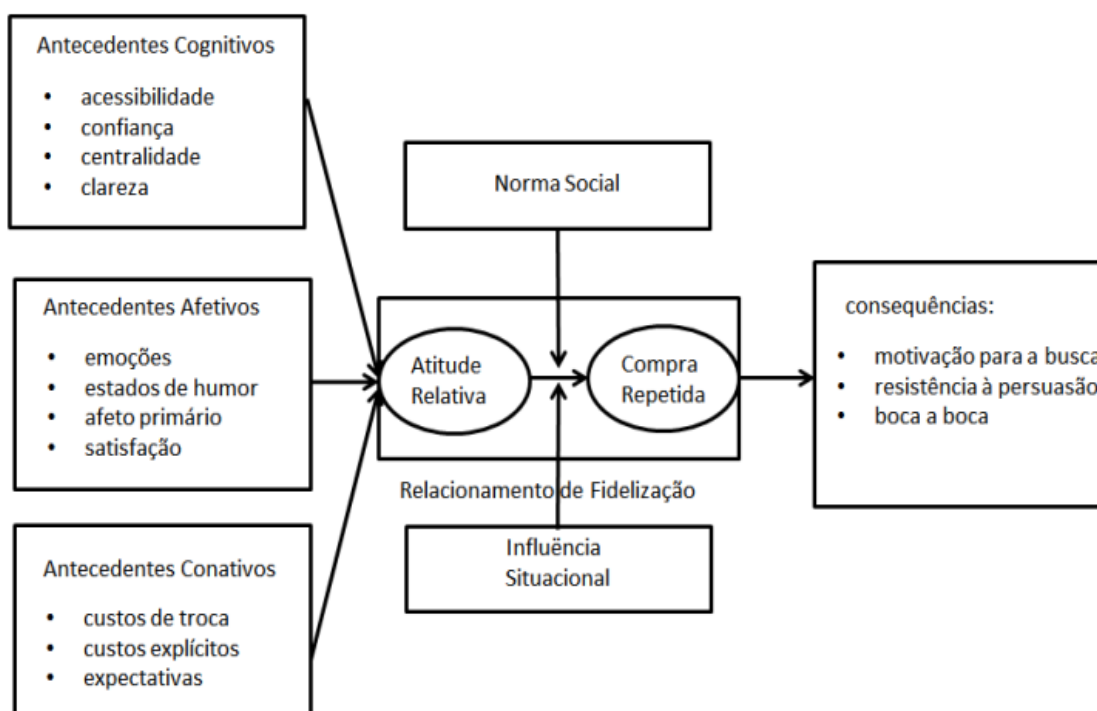 Antecedentes Cognitivos
• acessibilidade
• confiança
• centralidade
• clareza
Norma Social
Antecedentes Afetivos
• emoções
• estados de humor
• afeto primário
• satisfação
Atitude
Relativa
Compra
Repetida
Relacionamento de Fidelização
consequências:
• motivação para a busca
• resistência à persuasão
• boca a boca
Antecedentes Conativos
• custos de troca
• custos explícitos
• expectativas
Influëncia
Situacional